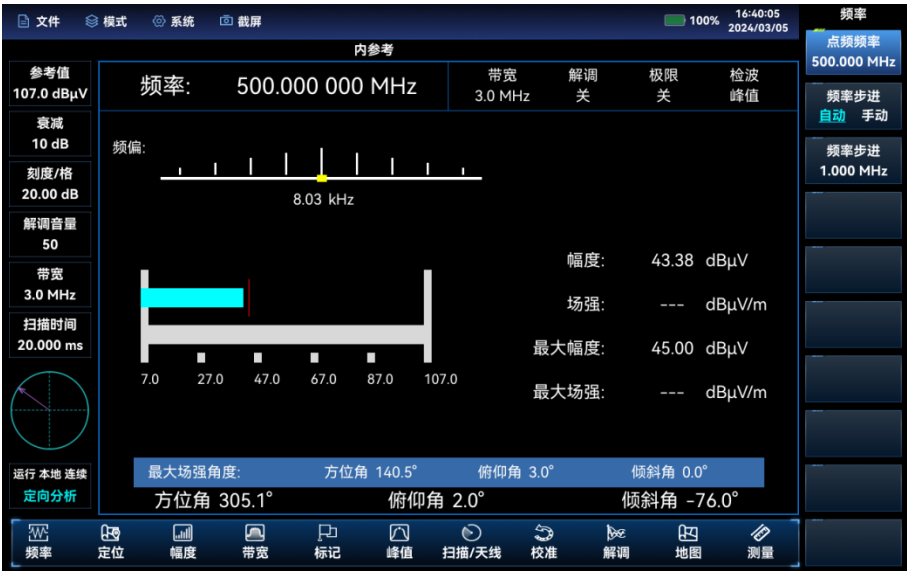 文件 模式 系统 截屏 100% 16:40:05
2024/03/05
内参考
参考值
107.0 dBμV
衰减
10 dB
刻度/格
20.00 dB
解调音量
50
带宽
3.0 MHz
扫描时间
20.000 ms
运行 本地 连续
定向分析
频率: 500.000 000 MHz
带宽 解调 极限 检波
3.0 MHz 关 关 峰值
频偏:
8.03 kHz
7.0 27.0 47.0 67.0 87.0 107.0
幅度: 43.38 dBμV
场强: --- dBμV/m
最大幅度: 45.00 dBμV
最大场强: --- dBμV/m
最大场强角度: 方位角 140.5° 俯仰角 3.0° 倾斜角 0.0°
方位角 305.1° 俯仰角 2.0° 倾斜角 -76.0°
频率
点频频率
500.000 MHz
频率步进
自动 手动
频率步进
1.000 MHz
频率 定位 幅度 带宽 标记 峰值 扫描/天线 校准 解调 地图 测量